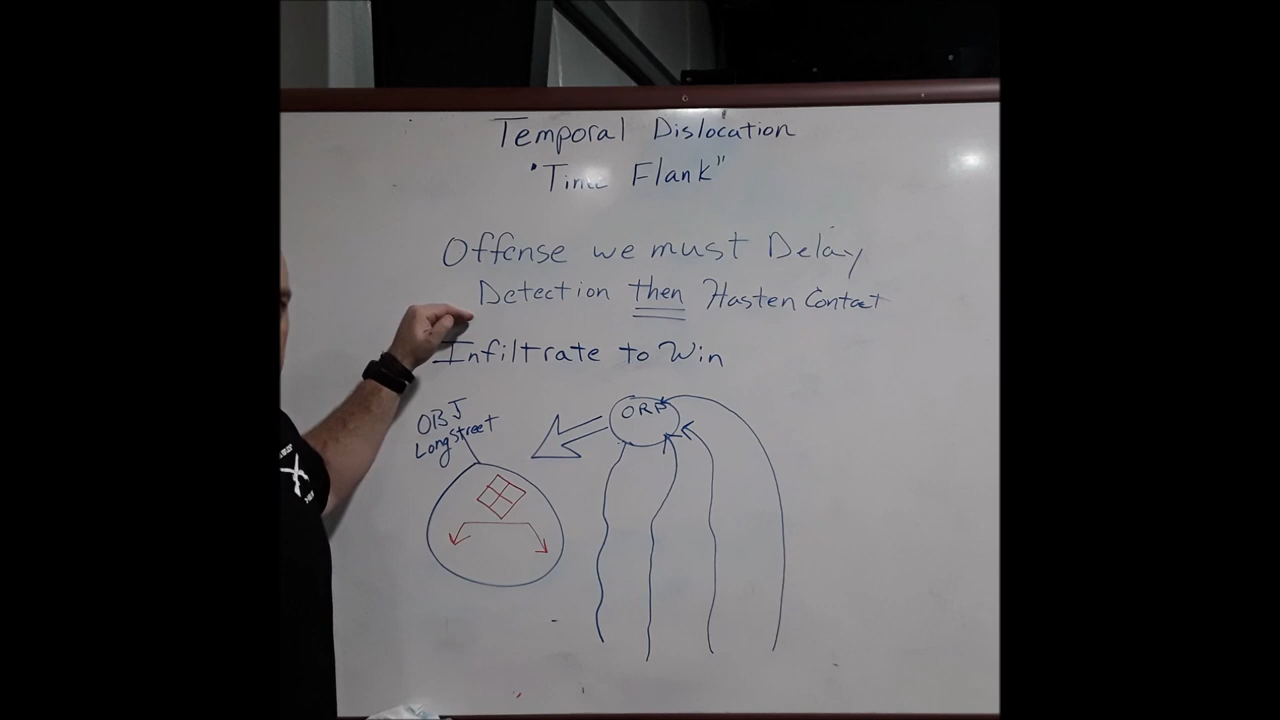 Temporal Dislocation
"Time Flank"
Offense we must Delay
Detection then Hasten Contact
Infiltrate to Win
OBJ
Longstreet
ORP